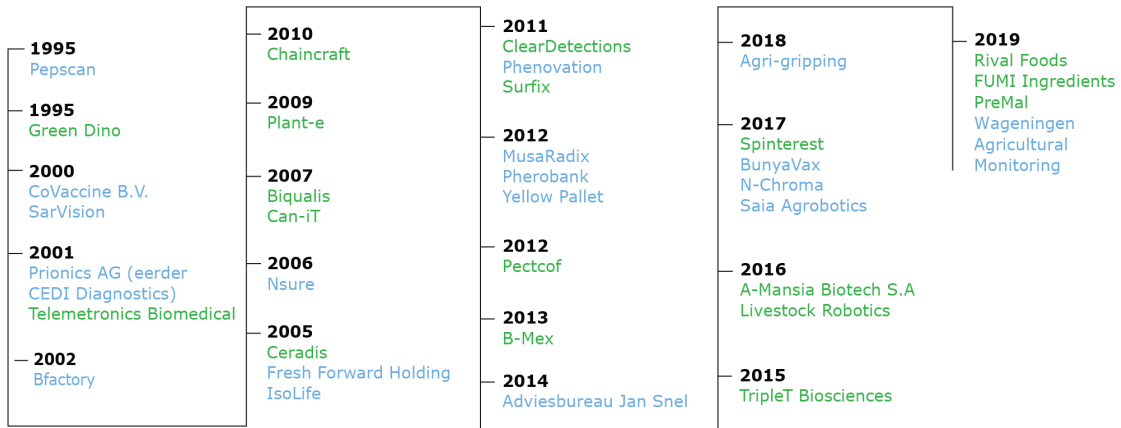 1995
Pepscan
1995
Green Dino
2000
CoVaccine B.V.
SarVision
2001
Prionics AG (eerder
CEDI Diagnostics)
Telemetronics Biomedical
2002
Bfactory
2010
Chaincraft
2009
Plant-e
2007
Biqualis
Can-iT
2006
Nsure
2005
Ceradis
Fresh Forward Holding
IsoLife
2011
ClearDetections
Phenovation
Surfix
2012
MusaRadix
Pherobank
Yellow Pallet
2012
Pectcof
2013
B-Mex
2014
Adviesbureau Jan Snel
2018
Agri-gripping
2017
Spinterest
BunyaVax
N-Chroma
Saia Agrobotics
2016
A-Mansia Biotech S.A
Livestock Robotics
2015
TripleT Biosciences
2019
Rival Foods
FUMI Ingredients
PreMal
Wageningen
Agricultural
Monitoring